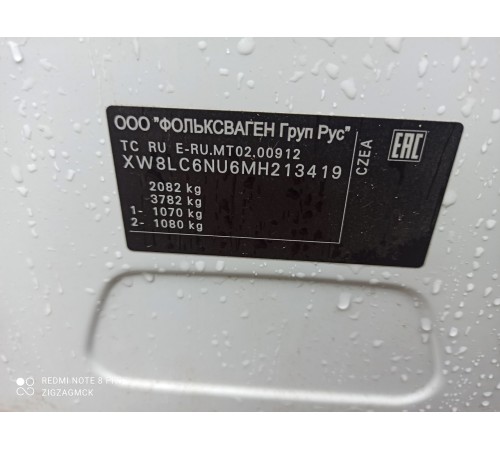 ООО "ФОЛЬКСВАГЕН Груп Рус"
TC RU E-RU.MT02.00912
XW8LC6NU6MH213419
2082 kg
3782 kg
1- 1070 kg
2- 1080 kg
CZEA
EAC
REDMI NOTE 8
ZIGZAGMCK